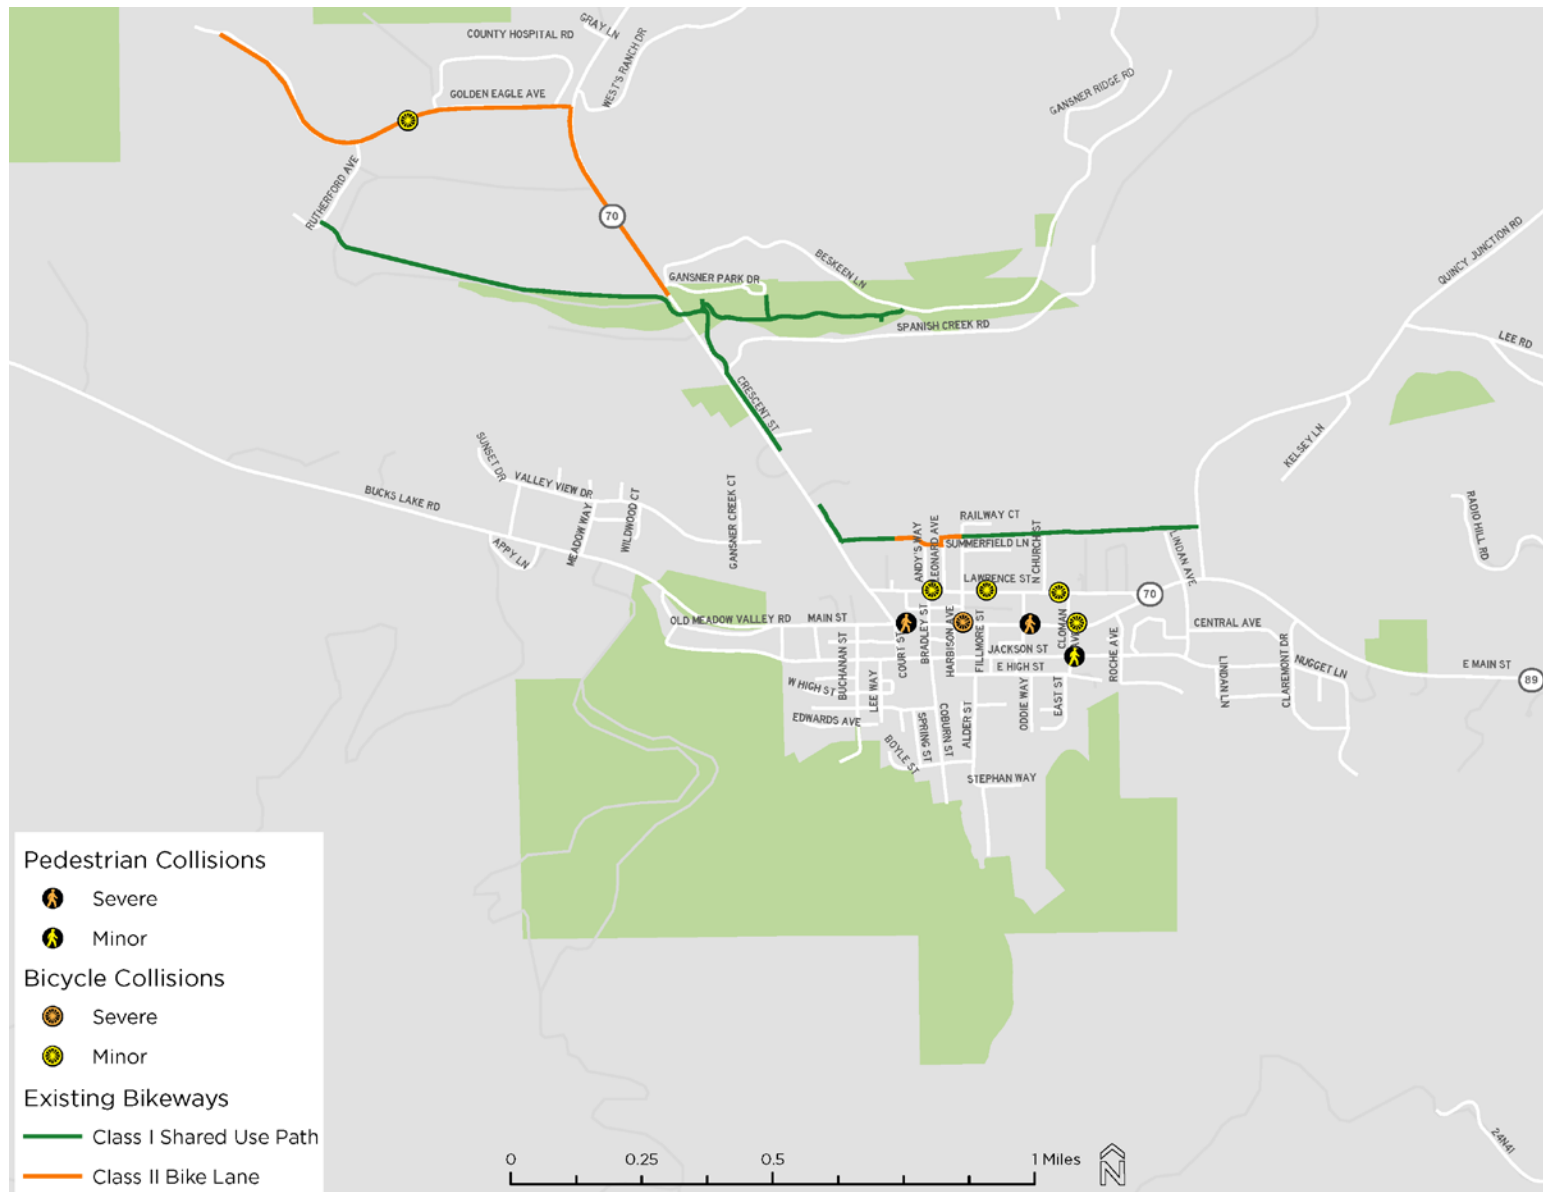 GRAY LN
COUNTY HOSPITAL RD
WEST'S RANCH DR
GOLDEN EAGLE AVE
GANSNER RIDGE RD
RUTHERFORD AVE
70
QUINCY JUNCTION RD
BESKEEN LN
GANSNER PARK DR
SPANISH CREEK RD
LEE RD
CRESCENT ST
KELSEY LN
SUNSET DR
VALLEY VIEW DR
BUCKS LAKE RD
MEADOW WAY
WILDWOOD CT
GANSNER CREEK CT
APPY LN
RADIO HILL RD
RAILWAY CT
ANDY'S WAY
LEONARD AVE
SUMMERFIELD LN
N CHURCH ST
LINDAN AVE
LAWRENCE ST
70
OLD MEADOW VALLEY RD
MAIN ST
COURT ST
BRADLEY ST
HARBISON AVE
FILLMORE ST
CLOMAN AVE
CENTRAL AVE
JACKSON ST
E HIGH ST
ROCHE AVE
BUCHANAN ST
LEE WAY
W HIGH ST
EDWARDS AVE
BOYLE ST
SPRING ST
COBURN ST
ALDER ST
ODDIE WAY
EAST ST
LINDAN LN
CLAREMONT DR
NUGGET LN
E MAIN ST
89
STEPHAN WAY
24N41
Pedestrian Collisions
Severe
Minor
Bicycle Collisions
Severe
Minor
Existing Bikeways
Class I Shared Use Path
Class II Bike Lane
0 0.25 0.5 1 Miles
N